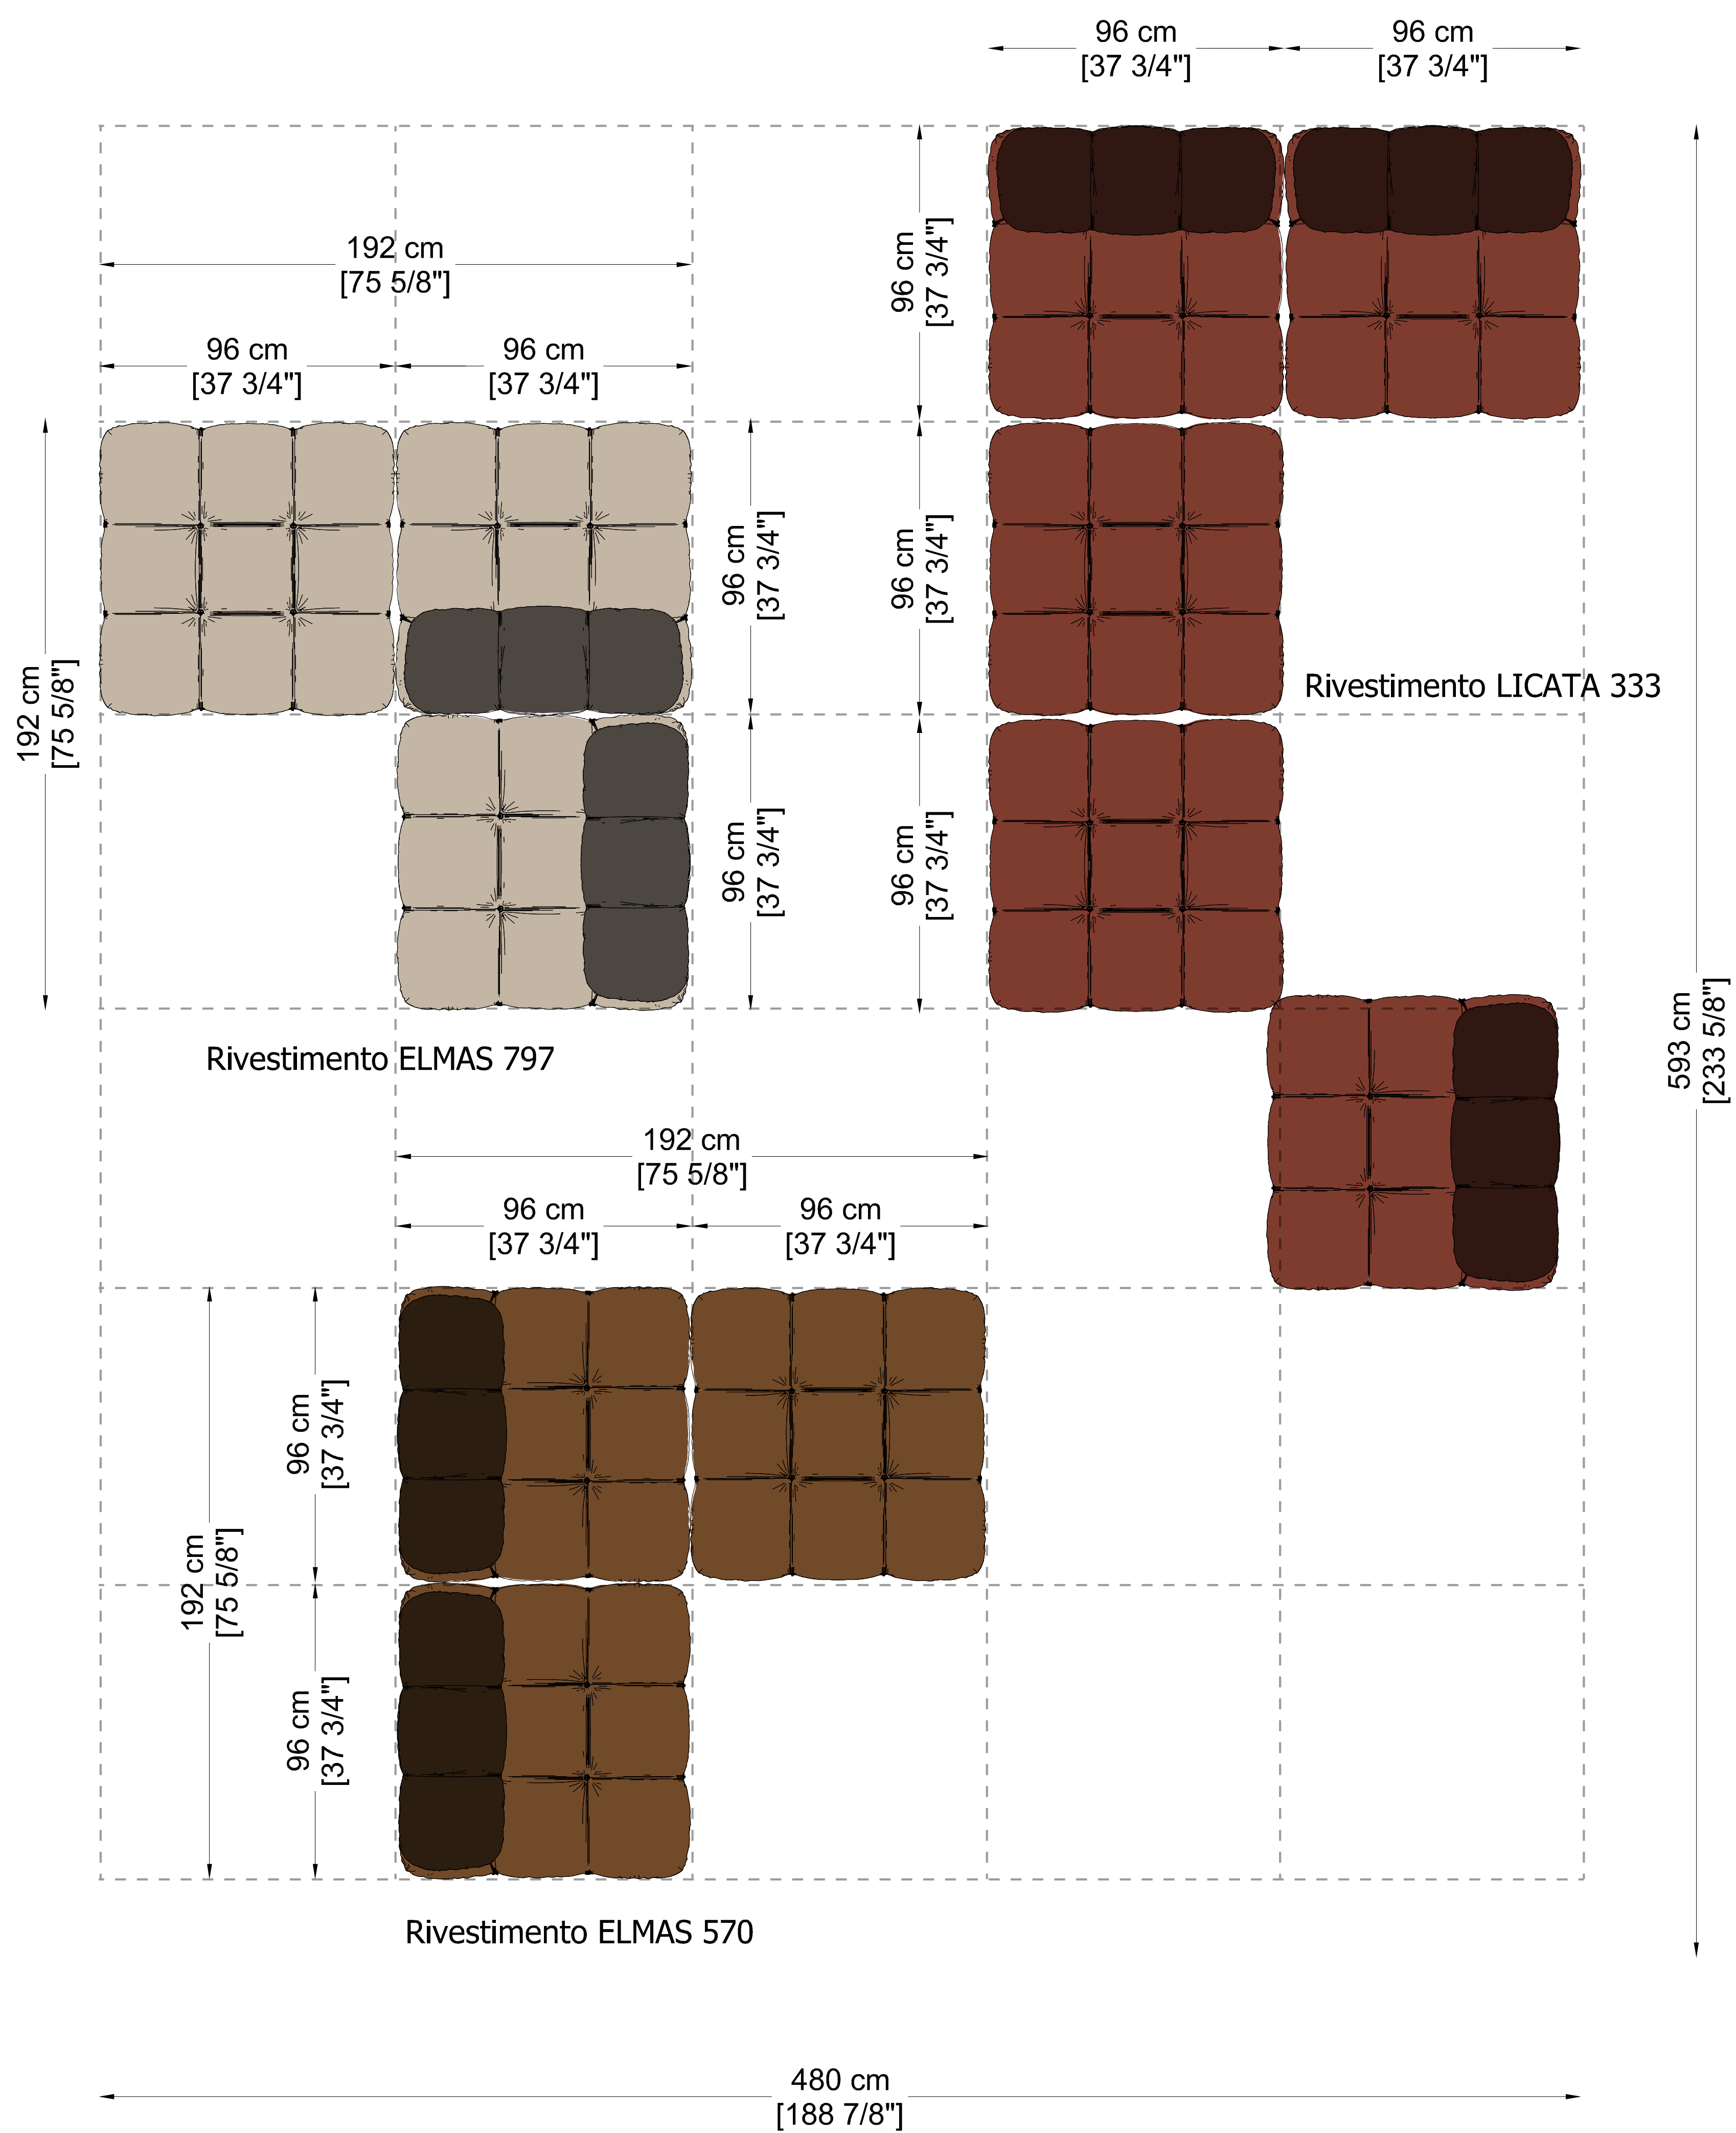 96 cm
[37 3/4"]
96 cm
[37 3/4"]
96 cm
[37 3/4"]
192 cm
[75 5/8"]
96 cm
[37 3/4"]
96 cm
[37 3/4"]
96 cm
[37 3/4"]
96 cm
[37 3/4"]
192 cm
[75 5/8"]
Rivestimento LICATA 333
96 cm
[37 3/4"]
96 cm
[37 3/4"]
593 cm
[233 5/8"]
Rivestimento ELMAS 797
192 cm
[75 5/8"]
96 cm
[37 3/4"]
96 cm
[37 3/4"]
96 cm
[37 3/4"]
192 cm
[75 5/8"]
96 cm
[37 3/4"]
Rivestimento ELMAS 570
480 cm
[188 7/8"]